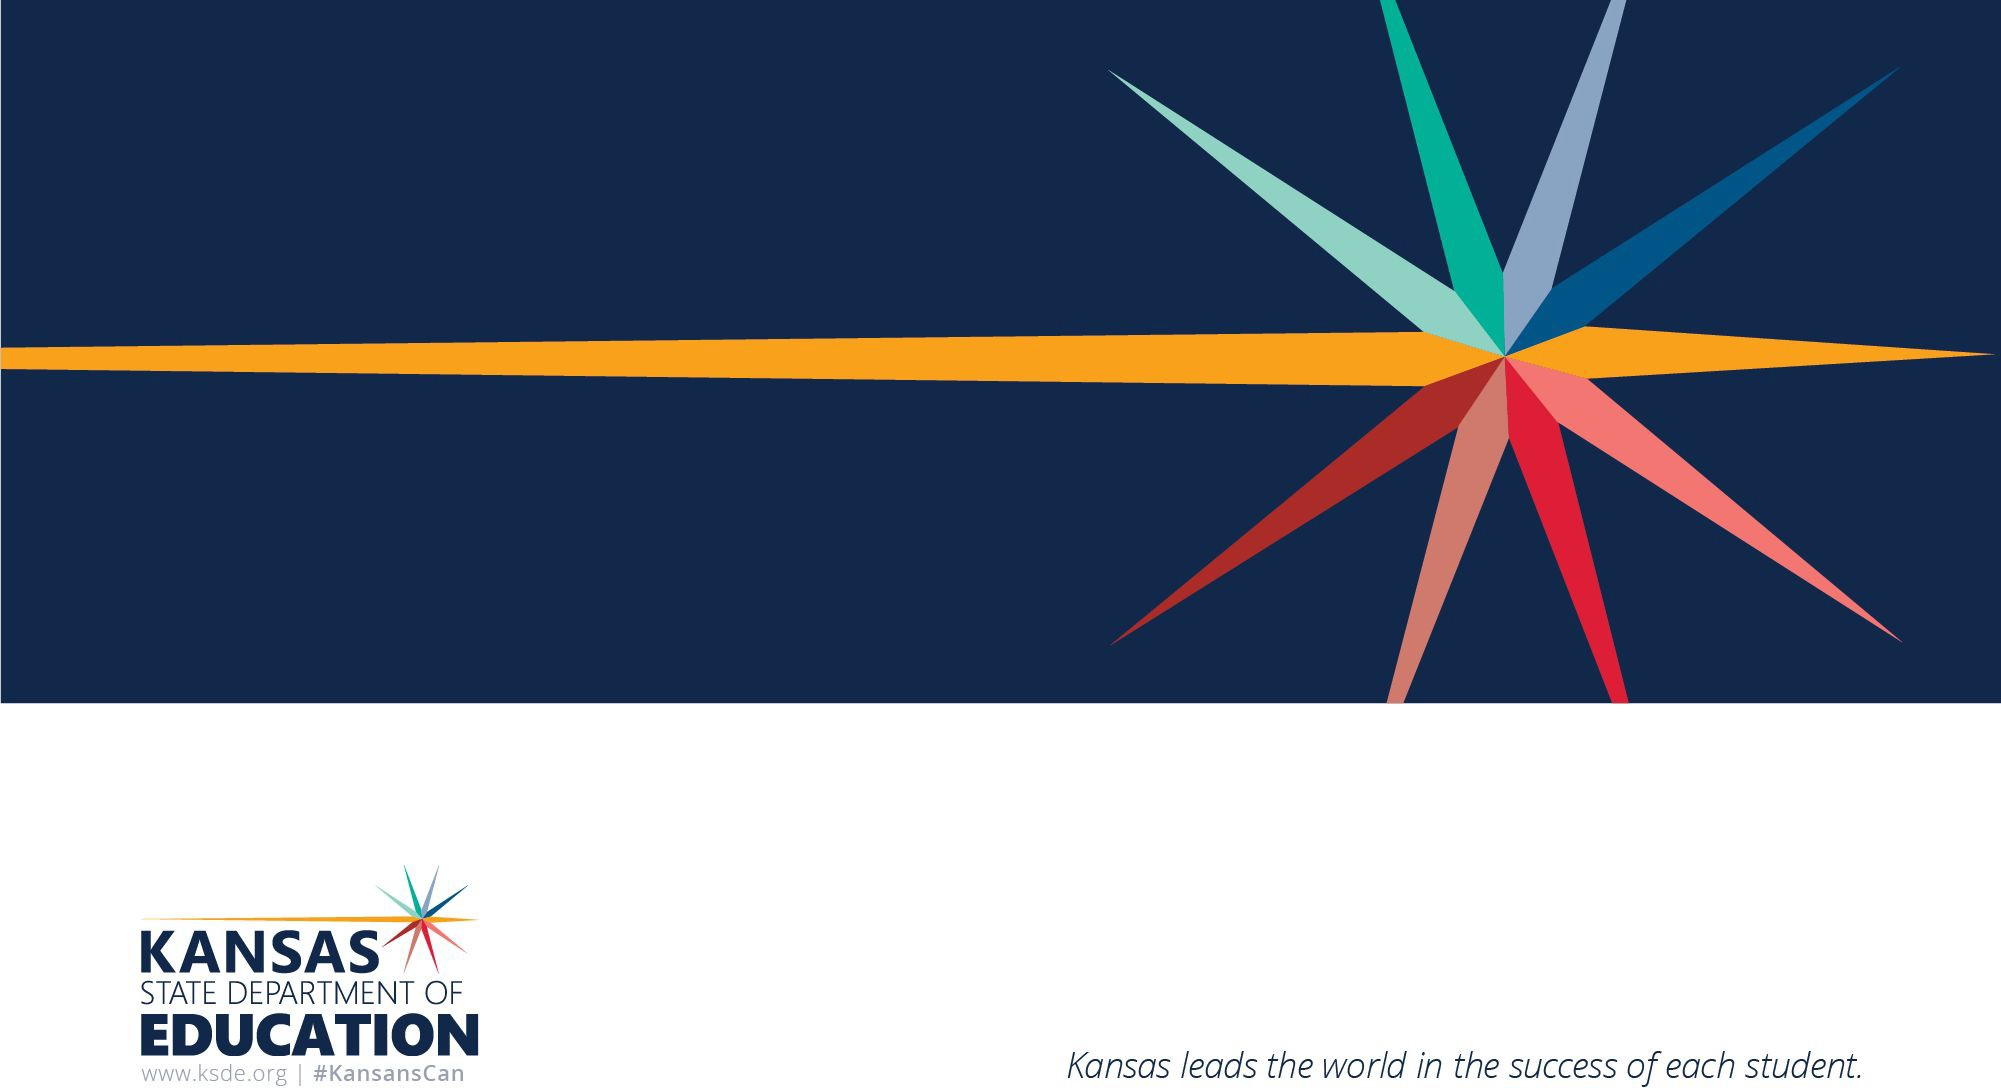 KANSAS
STATE DEPARTMENT OF
EDUCATION
www.ksde.org | #KansansCan
Kansas leads the world in the success of each student.